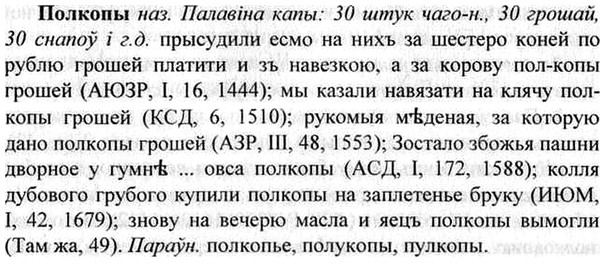 Полкопы наз. Палавіна капы: 30 штук чаго-н., 30 грошай,
30 снапоў і г.д. присудили есмо на нихъ за шестеро коней по
рублю грошей платити и зъ навезкою, а за корову пол-копы
грошей (АЮЗР, I, 16, 1444); мы казали навязати на клячу пол-
копы грошей (КСД, 6, 1510); рукомыя мѣденая, за которую
дано полкопы грошей (АЗР, III, 48, 1553); Зостало збожья пашни
дворное у гумнѣ ... овса полкопы (АСД, I, 172, 1588); колля
дубового грубого купили полкопы на заплетенье бруку (ИЮМ,
I, 42, 1679); знову на вечерю масла и яецъ полкопы вымогли
(Там жа, 49). Параўн. полкопье, полукопы, пулкопы.